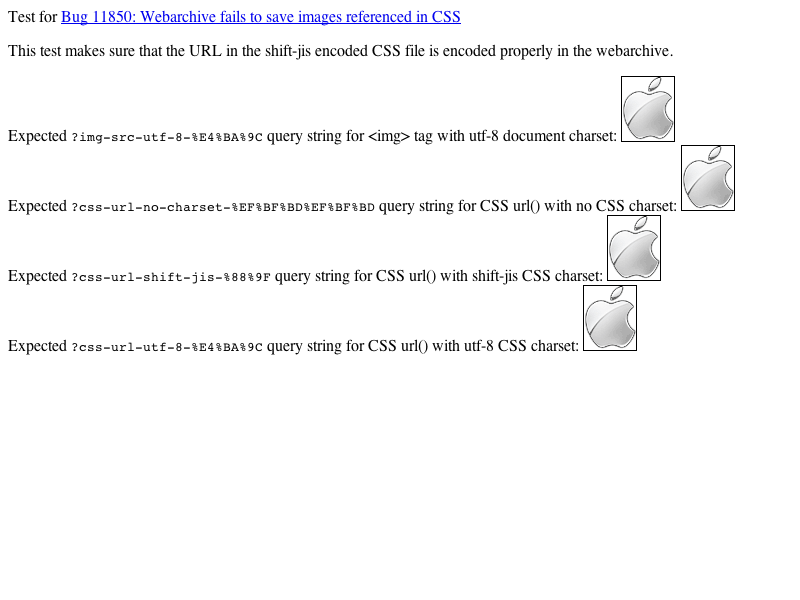 Test for Bug 11850: Webarchive fails to save images referenced in CSS
This test makes sure that the URL in the shift-jis encoded CSS file is encoded properly in the webarchive.
Expected ?img-src-utf-8-%E4%BA%9C query string for <img> tag with utf-8 document charset:
Expected ?css-url-no-charset-%EF%BF%BD%EF%BF%BD query string for CSS url() with no CSS charset:
Expected ?css-url-shift-jis-%88%9F query string for CSS url() with shift-jis CSS charset:
Expected ?css-url-utf-8-%E4%BA%9C query string for CSS url() with utf-8 CSS charset: